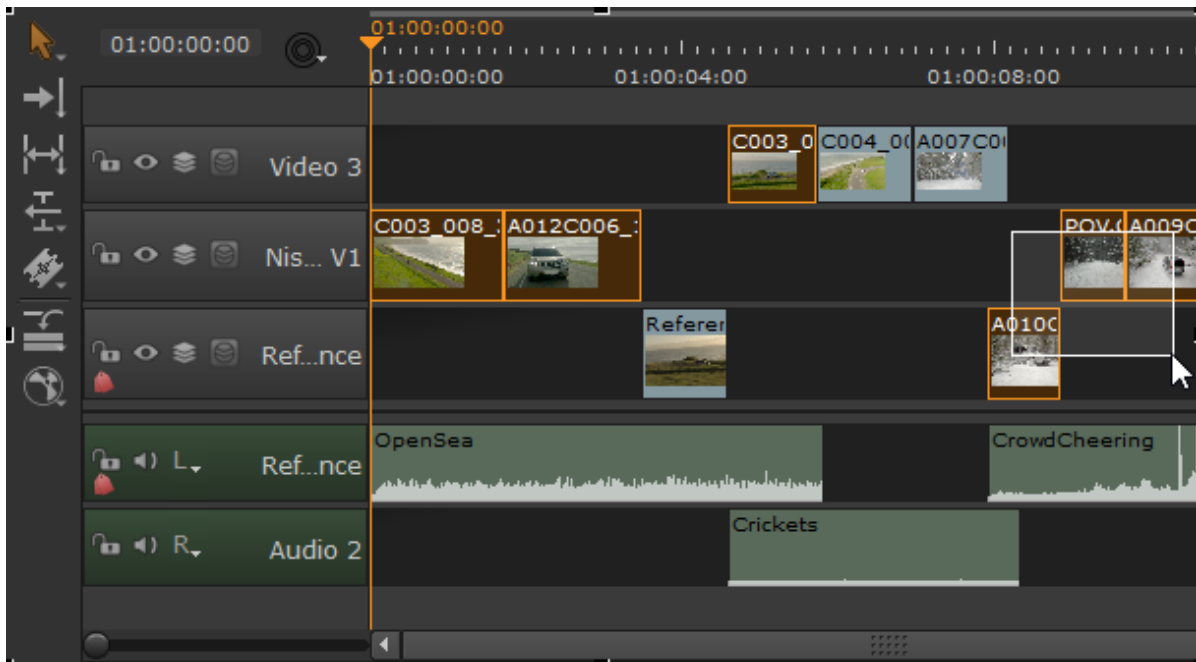 01:00:00:00
01:00:00:00
01:00:00:00 01:00:04:00 01:00:08:00
Video 3 C003_0 C004_0 A007C0
Nis... V1 C003_008_ A012C006_ POV.( A009C
Ref...nce Referer A010C
L Ref...nce OpenSea CrowdCheering
R Audio 2 Crickets